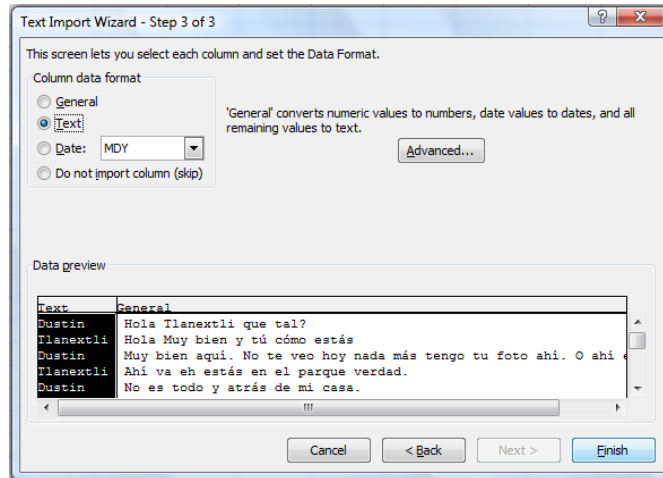 Text Import Wizard - Step 3 of 3
This screen lets you select each column and set the Data Format.
Column data format
General
Text
Date: MDY
Do not import column (skip)
'General' converts numeric values to numbers, date values to dates, and all
remaining values to text.
Advanced...
Data preview
Text General
Dustin Hola Tlanextli que tal?
Tlanextli Hola Muy bien y tú cómo estás
Dustin Muy bien aquí. No te veo hoy nada más tengo tu foto ahí. O ahí
Tlanextli Ahí va eh estás en el parque verdad.
Dustin No es todo y atrás de mi casa.
Cancel < Back Next > Finish